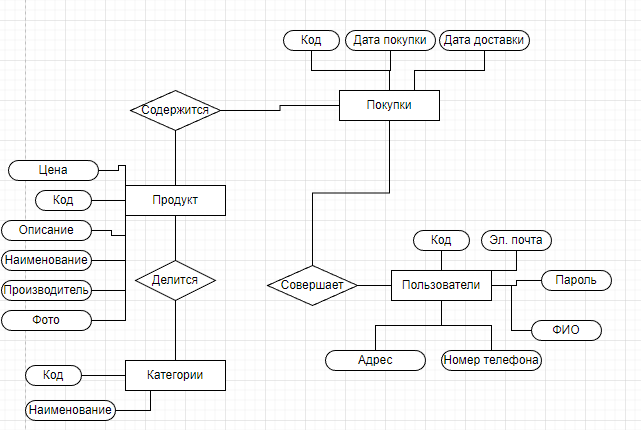 Код
Дата покупки
Дата доставки
Содержится
Покупки
Цена
Код
Продукт
Описание
Наименование
Производитель
Фото
Делится
Код
Эл. почта
Совершает
Пользователи
Пароль
ФИО
Адрес
Номер телефона
Код
Категории
Наименование